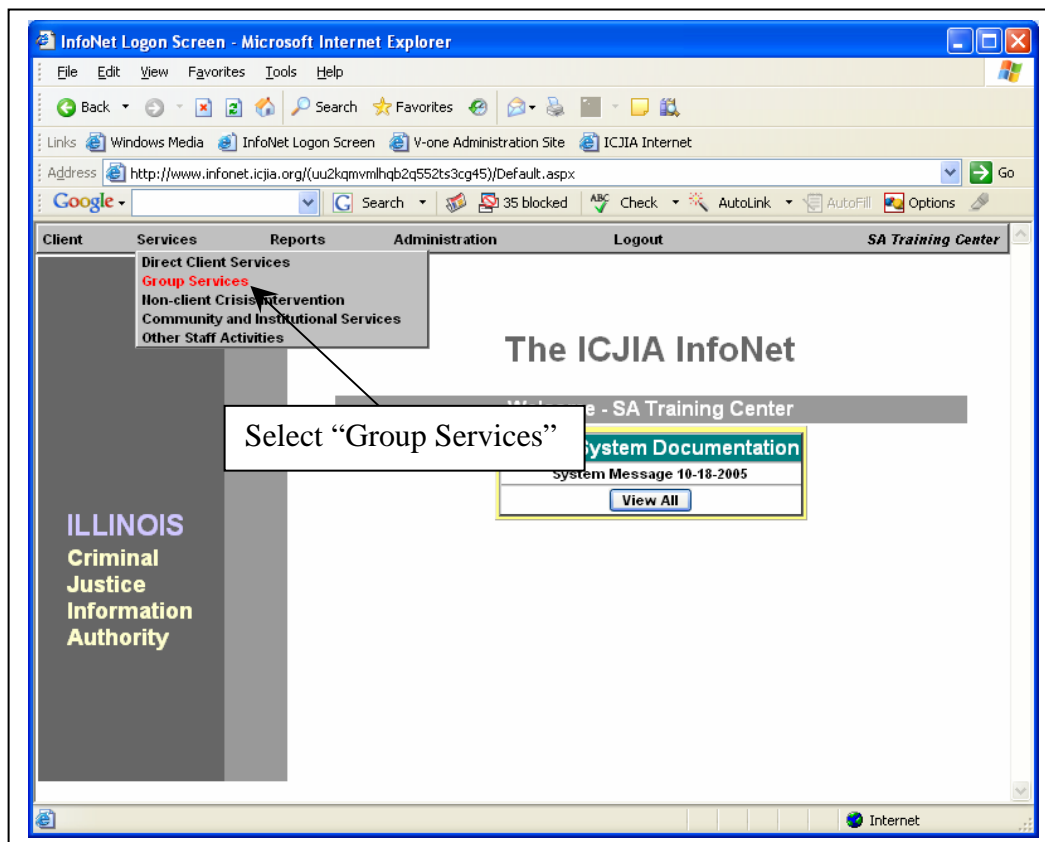 InfoNet Logon Screen - Microsoft Internet Explorer
File Edit View Favorites Tools Help
Back Search Favorites
Links Windows Media InfoNet Logon Screen V-one Administration Site ICJIA Internet
Address http://www.infonet.icjia.org/(uu2kqmvmlhqb2q552ts3cg45)/Default.aspx Go
Google G Search 35 blocked ABC Check AutoLink AutoFill Options
Client Services Reports Administration Logout SA Training Center
Direct Client Services
Group Services
Non-client Crisis Intervention
Community and Institutional Services
Other Staff Activities
The ICJIA InfoNet
Welcome - SA Training Center
Select “Group Services”
System Documentation
System Message 10-18-2005
View All
ILLINOIS
Criminal
Justice
Information
Authority
Internet